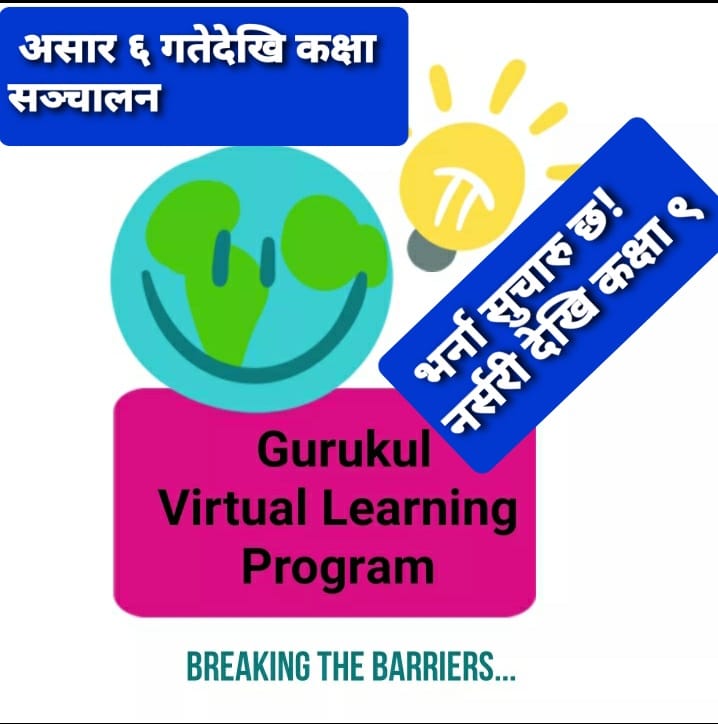 असार ६ गतेदेखि कक्षा
सञ्चालन
भर्ना सुचारु छ!
नर्सरी देखि कक्षा ९
Gurukul
Virtual Learning
Program
BREAKING THE BARRIERS...